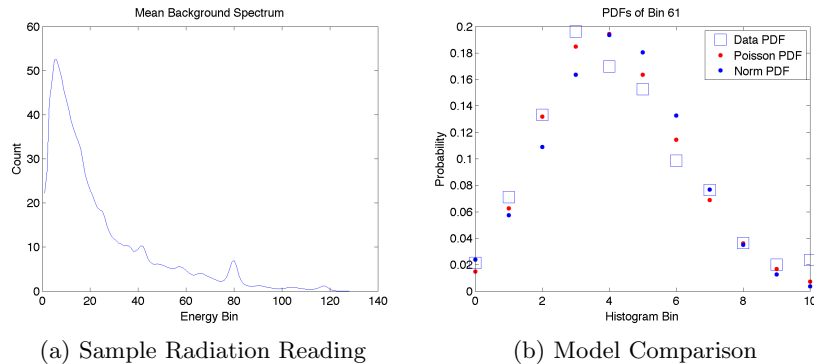 Mean Background Spectrum
60
50
40
30
20
10
0
0 20 40 60 80 100 120 140
Count
Energy Bin
(a) Sample Radiation Reading
PDFs of Bin 61
0.2
0.18
0.16
0.14
0.12
0.1
0.08
0.06
0.04
0.02
0
0 2 4 6 8 10
Probability
Histogram Bin
Data PDF
Poisson PDF
Norm PDF
(b) Model Comparison